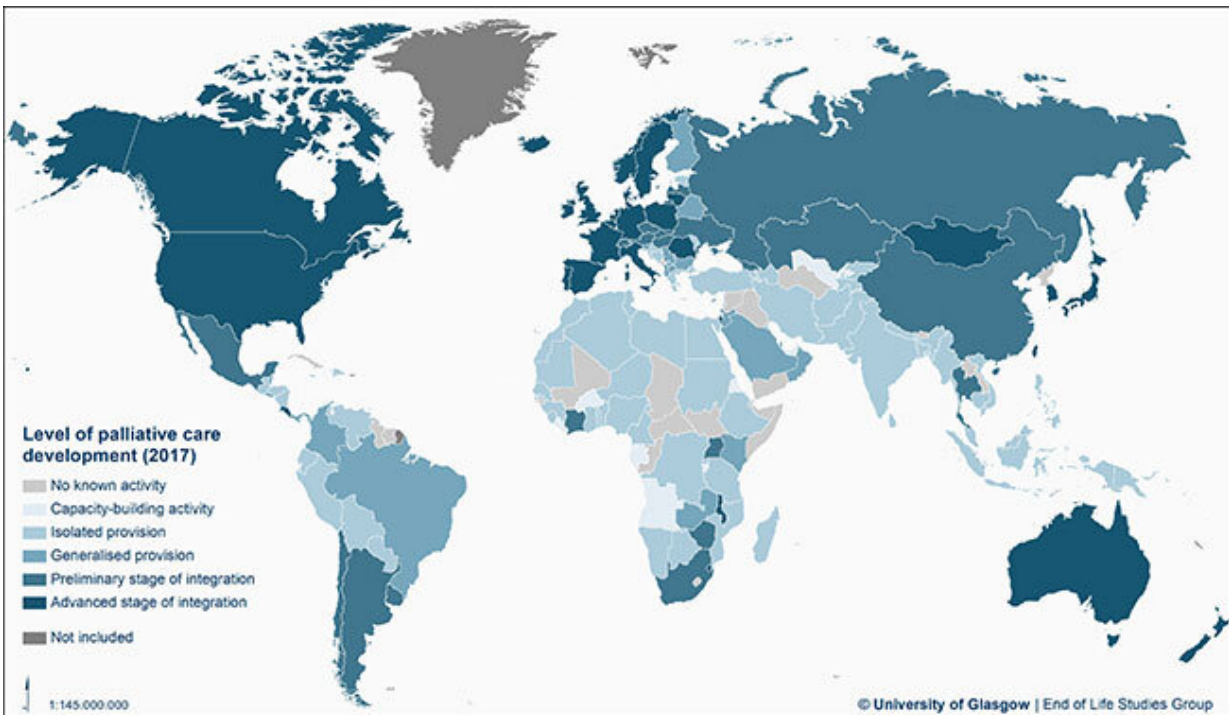 Level of palliative care
development (2017)
No known activity
Capacity-building activity
Isolated provision
Generalised provision
Preliminary stage of integration
Advanced stage of integration
Not included
1:145.000.000
© University of Glasgow | End of Life Studies Group